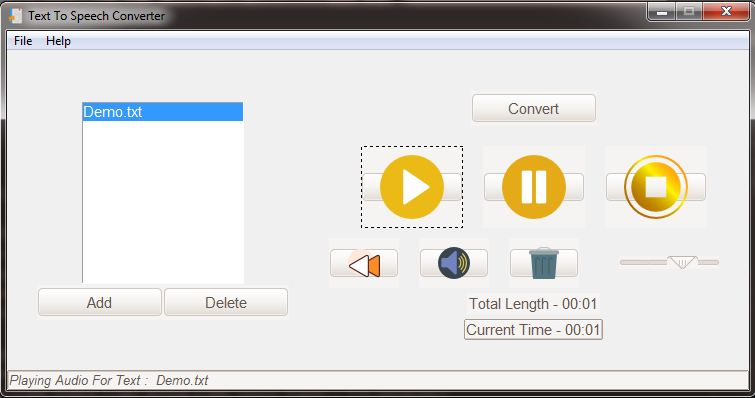 Text To Speech Converter
File Help
Demo.txt
Convert
Add Delete
Total Length - 00:01
Current Time - 00:01
Playing Audio For Text : Demo.txt